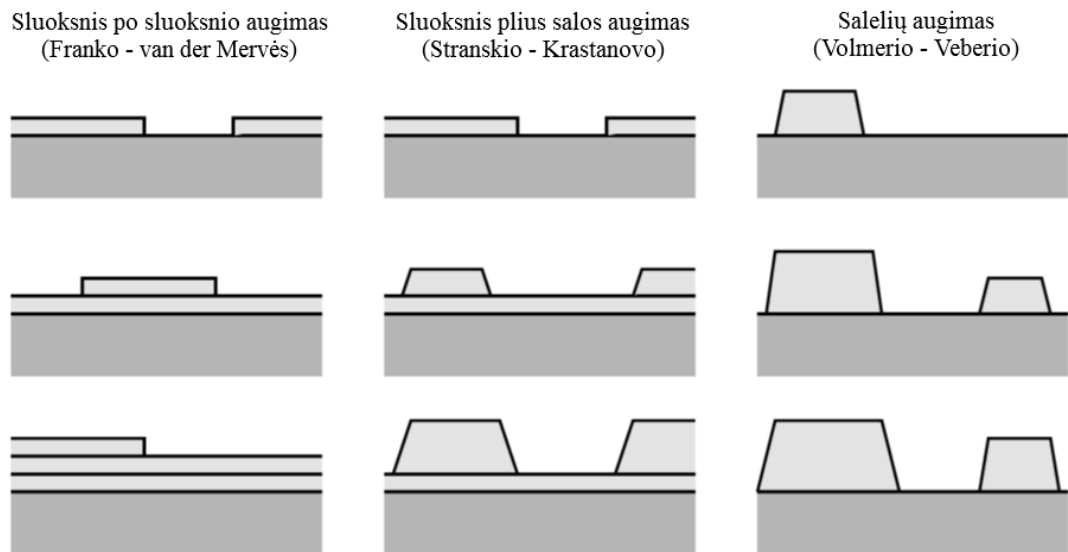 Sluoksnis po sluoksnio augimas
(Franko - van der Mervės)
Sluoksnis plius salos augimas
(Stranskio - Krastanovo)
Salelių augimas
(Volmerio - Veberio)